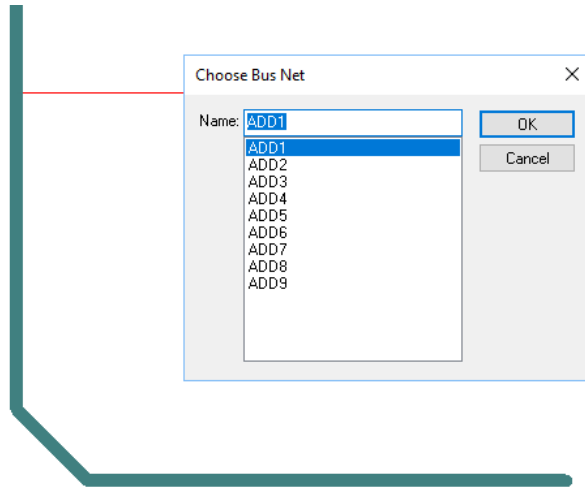 Choose Bus Net
Name: ADD1
OK
ADD1
Cancel
ADD2
ADD3
ADD4
ADD5
ADD6
ADD7
ADD8
ADD9